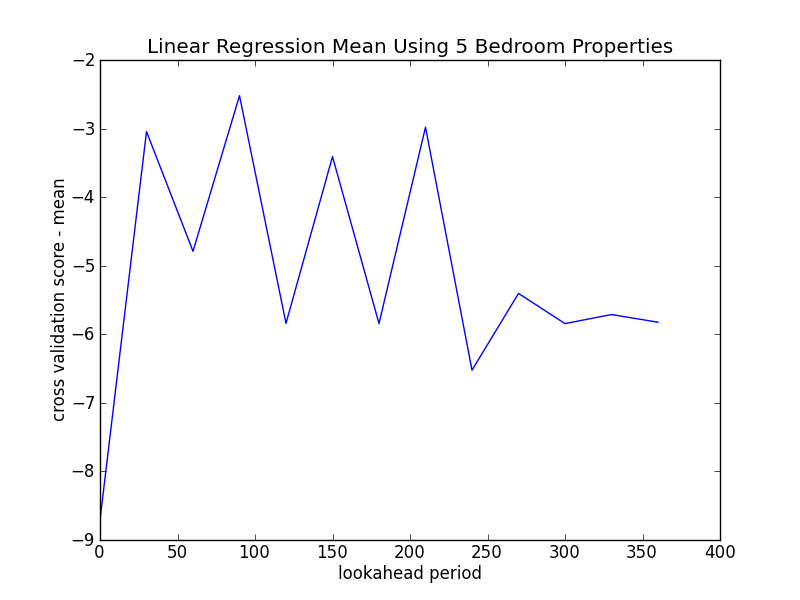 Linear Regression Mean Using 5 Bedroom Properties
cross validation score - mean
−2
−3
−4
−5
−6
−7
−8
−9
0 50 100 150 200 250 300 350 400
lookahead period